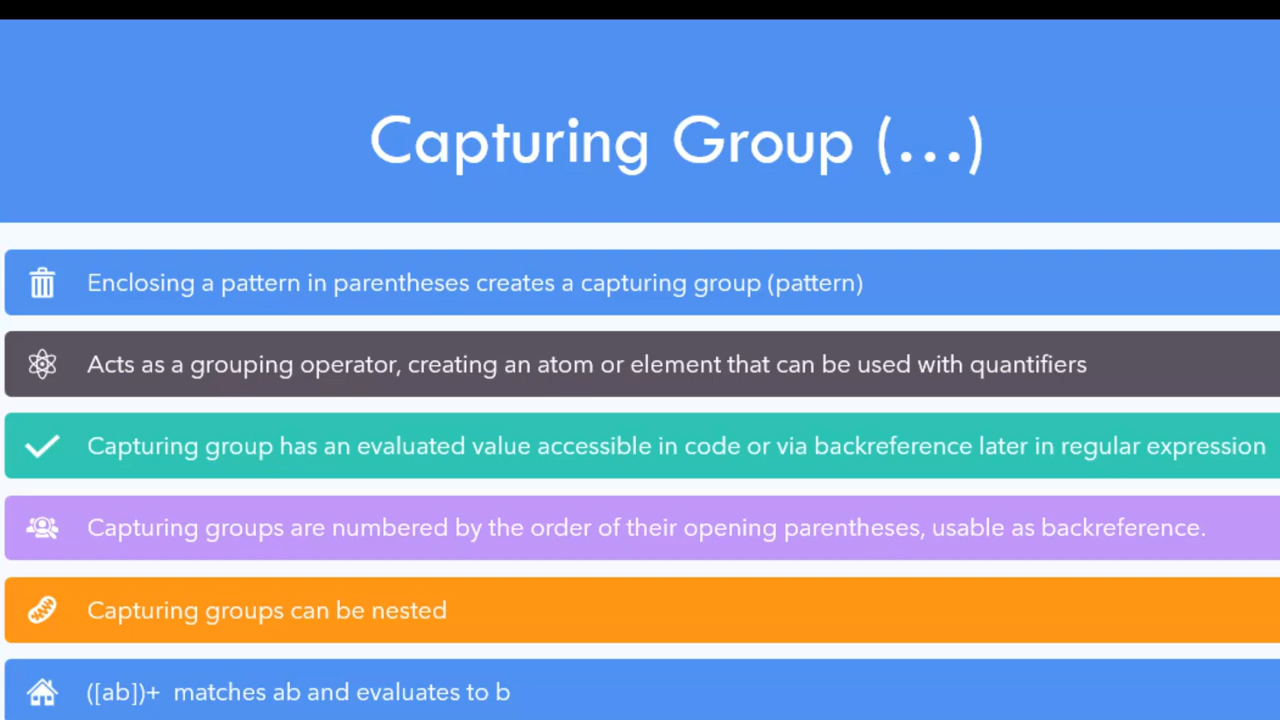 Capturing Group (...)
Enclosing a pattern in parentheses creates a capturing group (pattern)
Acts as a grouping operator, creating an atom or element that can be used with quantifiers
Capturing group has an evaluated value accessible in code or via backreference later in regular expression
Capturing groups are numbered by the order of their opening parentheses, usable as backreference.
Capturing groups can be nested
([ab])+ matches ab and evaluates to b